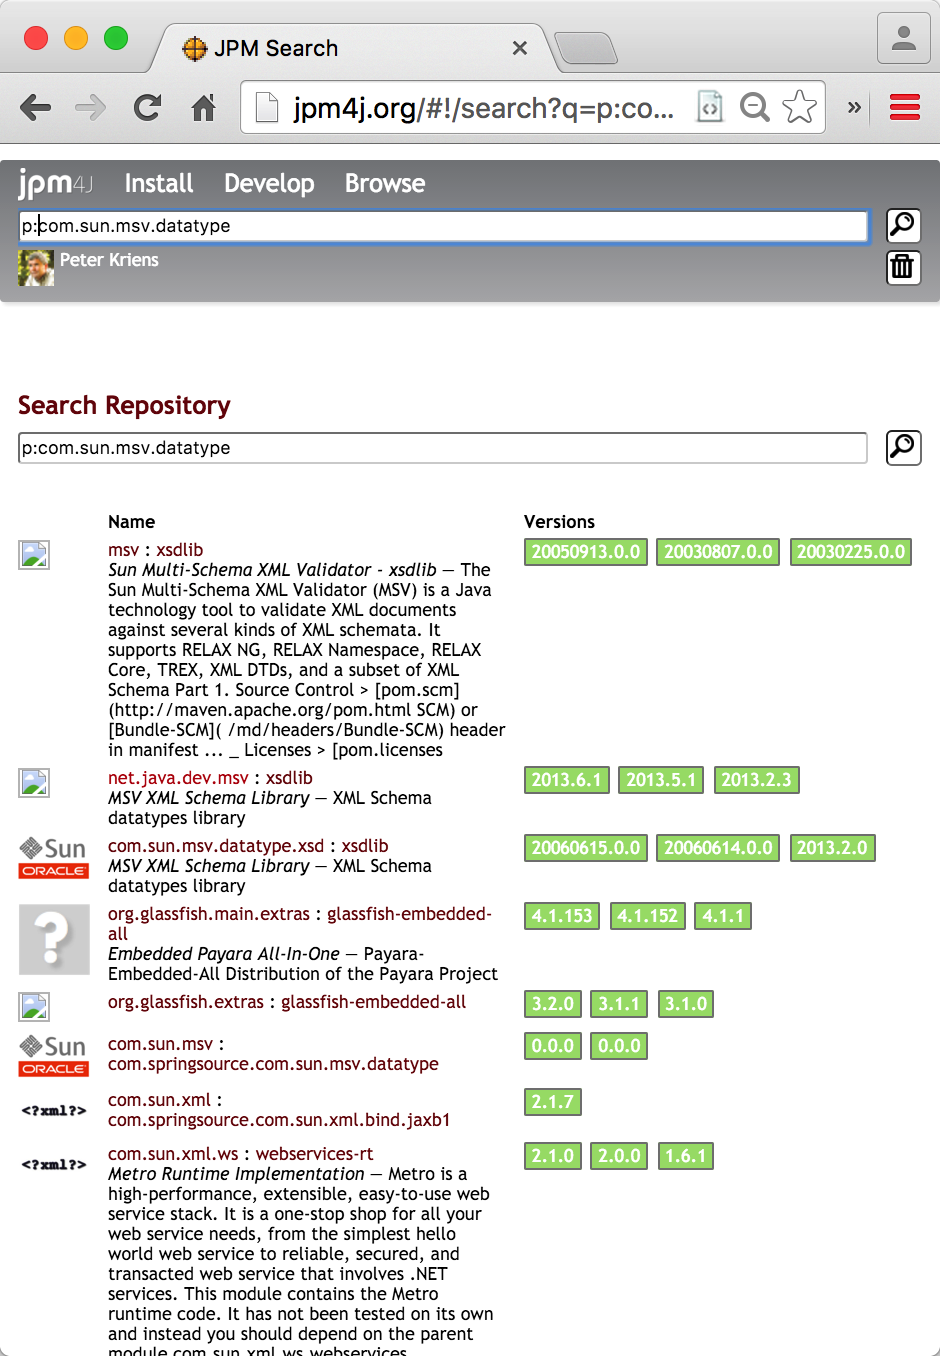 JPM Search
jpm4j.org/#!/search?q=p:co...
»
jpm4J Install Develop Browse
p:com.sun.msv.datatype
Peter Kriens
Search Repository
p:com.sun.msv.datatype
Name Versions
msv : xsdlib 20050913.0.0 20030807.0.0 20030225.0.0
Sun Multi-Schema XML Validator - xsdlib — The
Sun Multi-Schema XML Validator (MSV) is a Java
technology tool to validate XML documents
against several kinds of XML schemata. It
supports RELAX NG, RELAX Namespace, RELAX
Core, TREX, XML DTDs, and a subset of XML
Schema Part 1. Source Control > [pom.scm]
(http://maven.apache.org/pom.html SCM) or
[Bundle-SCM]( /md/headers/Bundle-SCM) header
in manifest ... _ Licenses > [pom.licenses
net.java.dev.msv : xsdlib 2013.6.1 2013.5.1 2013.2.3
MSV XML Schema Library — XML Schema
datatypes library
Sun
ORACLE
com.sun.msv.datatype.xsd : xsdlib 20060615.0.0 20060614.0.0 2013.2.0
MSV XML Schema Library — XML Schema
datatypes library
?
org.glassfish.main.extras : glassfish-embedded- 4.1.153 4.1.152 4.1.1
all
Embedded Payara All-In-One — Payara-
Embedded-All Distribution of the Payara Project
org.glassfish.extras : glassfish-embedded-all 3.2.0 3.1.1 3.1.0
Sun
ORACLE
com.sun.msv : 0.0.0 0.0.0
com.springsource.com.sun.msv.datatype
<?xml?>
com.sun.xml : 2.1.7
com.springsource.com.sun.xml.bind.jaxb1
<?xml?>
com.sun.xml.ws : webservices-rt 2.1.0 2.0.0 1.6.1
Metro Runtime Implementation — Metro is a
high-performance, extensible, easy-to-use web
service stack. It is a one-stop shop for all your
web service needs, from the simplest hello
world web service to reliable, secured, and
transacted web service that involves .NET
services. This module contains the Metro
runtime code. It has not been tested on its own
and instead you should depend on the parent
module com.sun.xml.ws.webservices